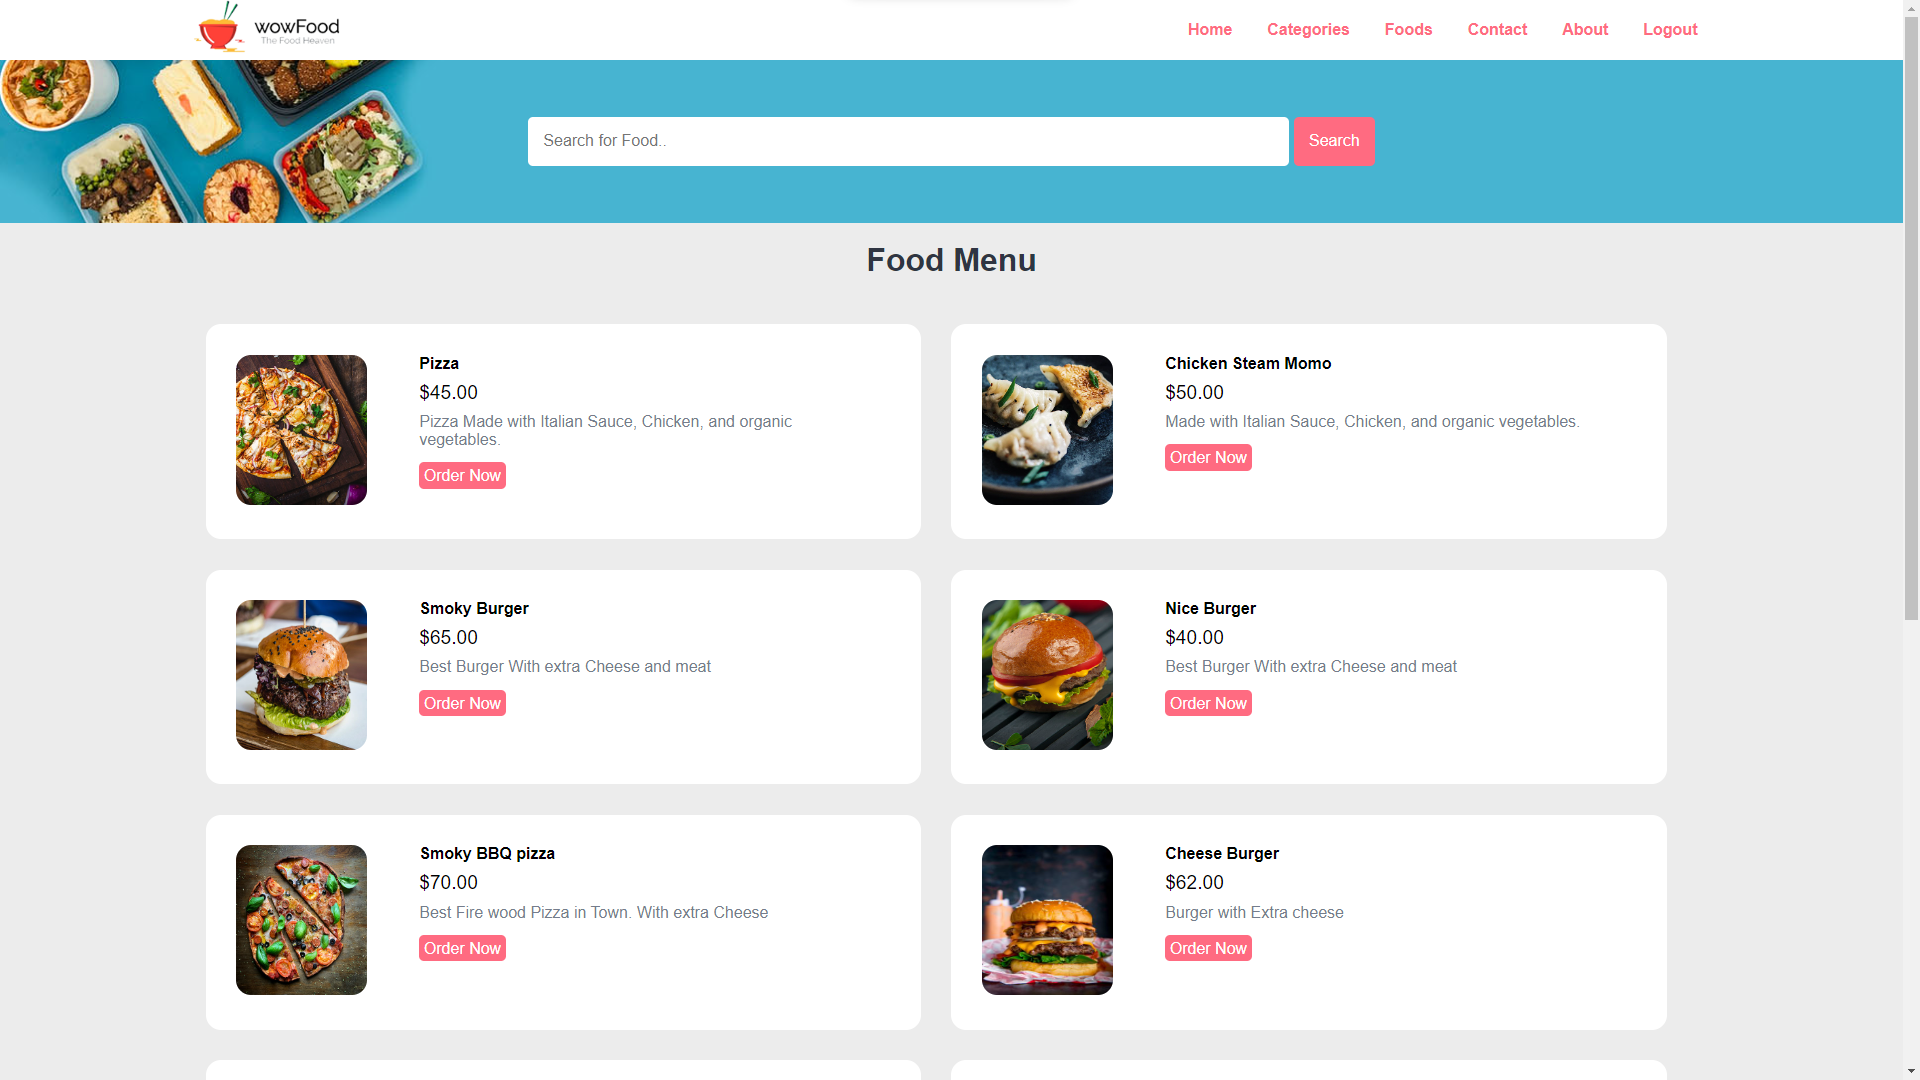 wowFood
The Food Heaven
Home Categories Foods Contact About Logout
Search for Food.. Search
Food Menu
Pizza
$45.00
Pizza Made with Italian Sauce, Chicken, and organic
vegetables.
Order Now
Chicken Steam Momo
$50.00
Made with Italian Sauce, Chicken, and organic vegetables.
Order Now
Smoky Burger
$65.00
Best Burger With extra Cheese and meat
Order Now
Nice Burger
$40.00
Best Burger With extra Cheese and meat
Order Now
Smoky BBQ pizza
$70.00
Best Fire wood Pizza in Town. With extra Cheese
Order Now
Cheese Burger
$62.00
Burger with Extra cheese
Order Now